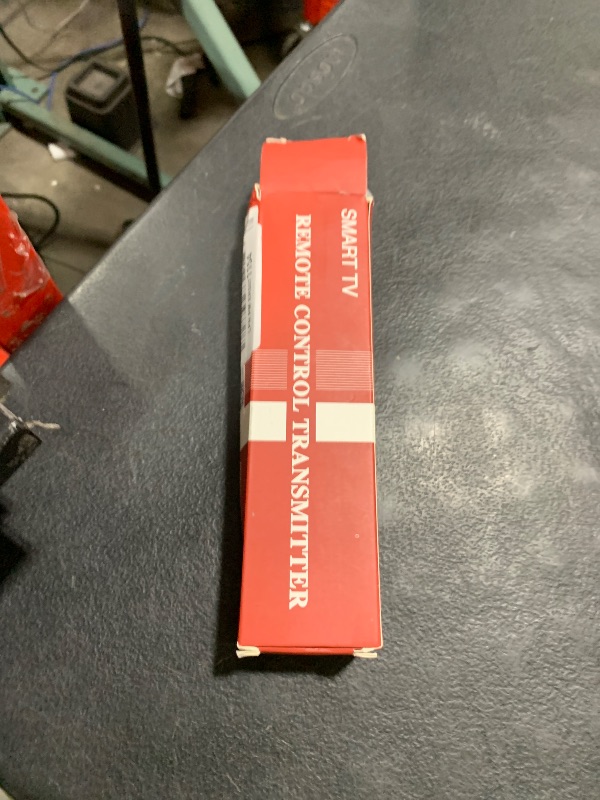 SMART TV
REMOTE CONTROL TRANSMITTER